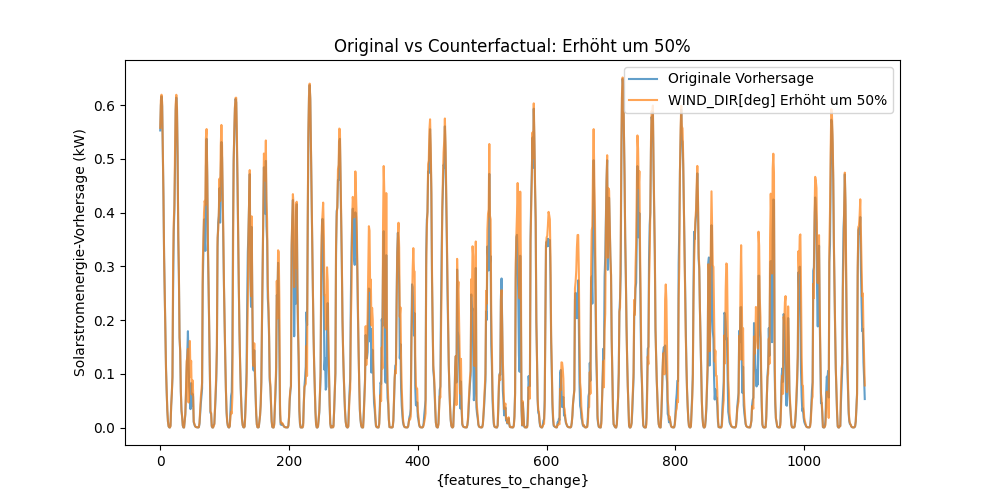 Original vs Counterfactual: Erhöht um 50%
Originale Vorhersage
WIND_DIR[deg] Erhöht um 50%
Solarstromenergie-Vorhersage (kW)
0.6
0.5
0.4
0.3
0.2
0.1
0.0
0 200 400 600 800 1000
{features_to_change}